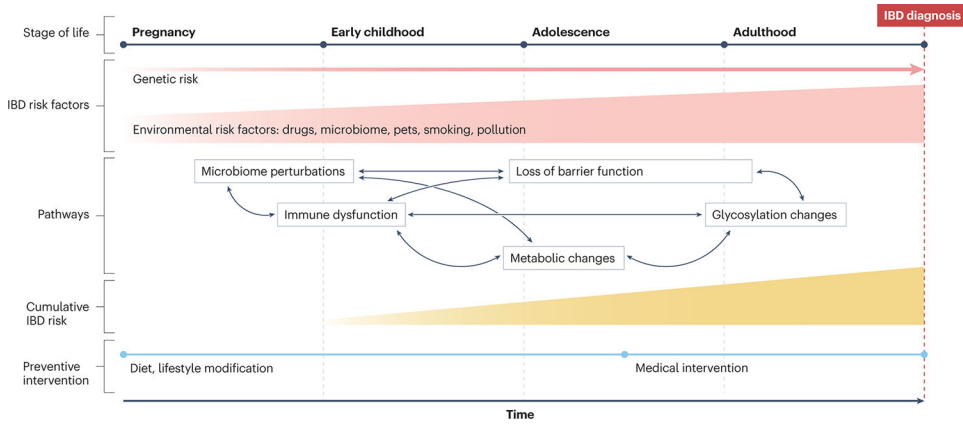 IBD diagnosis
Stage of life
Pregnancy
Early childhood
Adolescence
Adulthood
IBD risk factors
Genetic risk
Environmental risk factors: drugs, microbiome, pets, smoking, pollution
Pathways
Microbiome perturbations
Loss of barrier function
Immune dysfunction
Glycosylation changes
Metabolic changes
Cumulative
IBD risk
Preventive
intervention
Diet, lifestyle modification
Medical intervention
Time